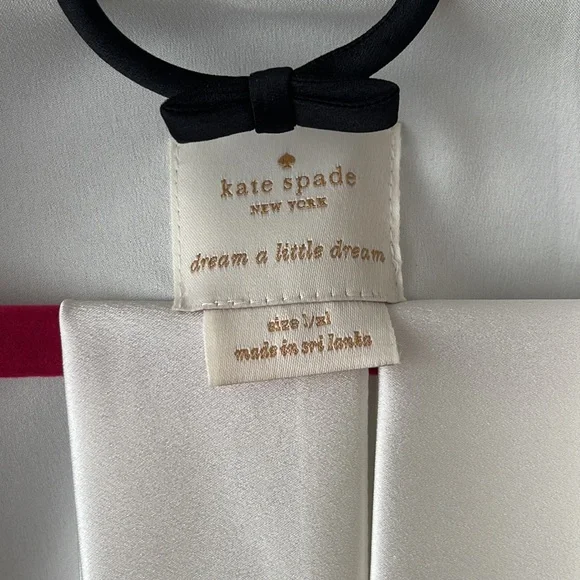 kate spade
NEW YORK
dream a little dream
size l/xl
made in sri lanka